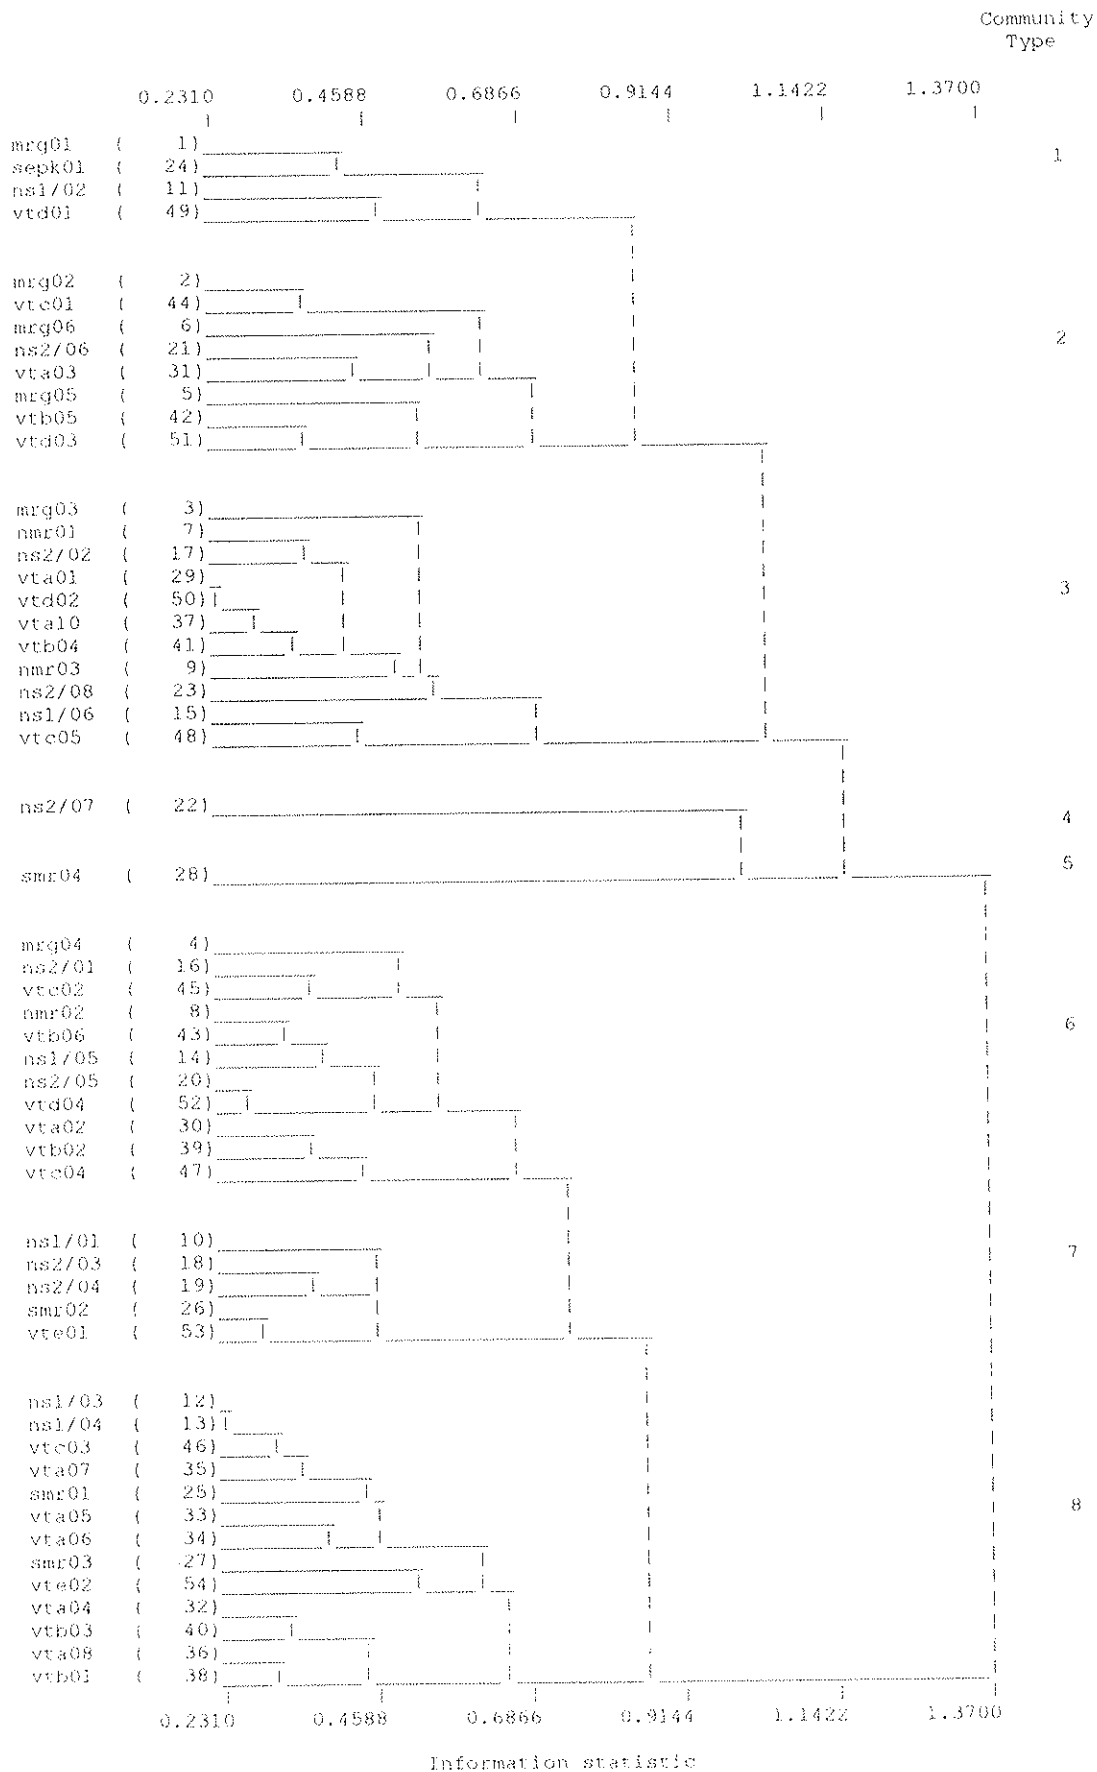 Community
Type
0.2310 0.4588 0.6866 0.9144 1.1422 1.3700
mrg01 ( 1)
1
sepk01 ( 24)
ns1/02 ( 11)
vtd01 ( 49)
mrg02 ( 2)
vtc01 ( 44)
mrg06 ( 6)
2
ns2/06 ( 21)
vta03 ( 31)
mrg05 ( 5)
vtb05 ( 42)
vtd03 ( 51)
mrg03 ( 3)
nmr01 ( 7)
ns2/02 ( 17)
vta01 ( 29)
3
vtd02 ( 50)
vta10 ( 37)
vtb04 ( 41)
nmr03 ( 9)
ns2/08 ( 23)
ns1/06 ( 15)
vtc05 ( 48)
ns2/07 ( 22)
4
5
smr04 ( 28)
mrg04 ( 4)
ns2/01 ( 16)
vtc02 ( 45)
nmr02 ( 8)
6
vtb06 ( 43)
ns1/05 ( 14)
ns2/05 ( 20)
vtd04 ( 52)
vta02 ( 30)
vtb02 ( 39)
vtc04 ( 47)
ns1/01 ( 10)
7
ns2/03 ( 18)
ns2/04 ( 19)
smr02 ( 26)
vte01 ( 53)
ns1/03 ( 12)
ns1/04 ( 13)
vtc03 ( 46)
vta07 ( 35)
smr01 ( 25)
8
vta05 ( 33)
vta06 ( 34)
smr03 ( 27)
vte02 ( 54)
vta04 ( 32)
vtb03 ( 40)
vta08 ( 36)
vtb01 ( 38)
0.2310 0.4588 0.6866 0.9144 1.1422 1.3700
Information statistic